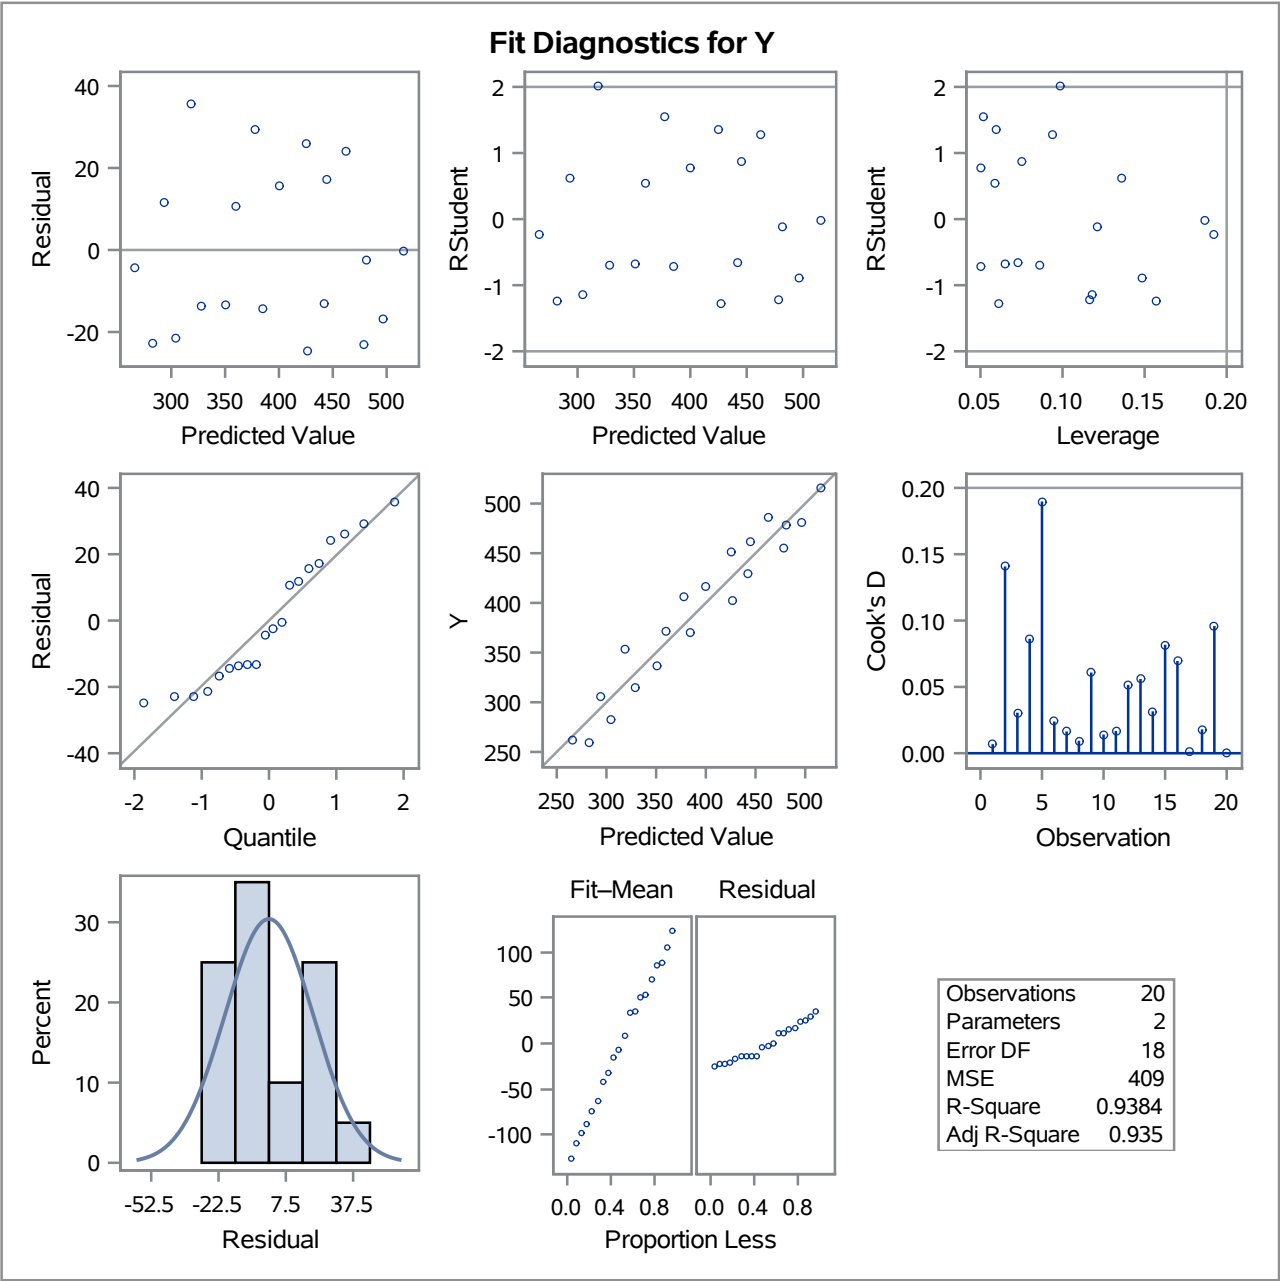 Fit Diagnostics for Y
40
20
0
-20
Residual
300 350 400 450 500
Predicted Value
2
1
0
-1
-2
RStudent
300 350 400 450 500
Predicted Value
2
1
0
-1
-2
RStudent
0.05 0.10 0.15 0.20
Leverage
40
20
0
-20
-40
Residual
-2 -1 0 1 2
Quantile
500
450
400
350
300
250
Y
250 300 350 400 450 500
Predicted Value
0.20
0.15
0.10
0.05
0.00
Cook's D
0 5 10 15 20
Observation
30
20
10
0
Percent
-52.5 -22.5 7.5 37.5
Residual
Fit–Mean Residual
100
50
0
-50
-100
0.0 0.4 0.8 0.0 0.4 0.8
Proportion Less
Observations 20
Parameters 2
Error DF 18
MSE 409
R-Square 0.9384
Adj R-Square 0.935